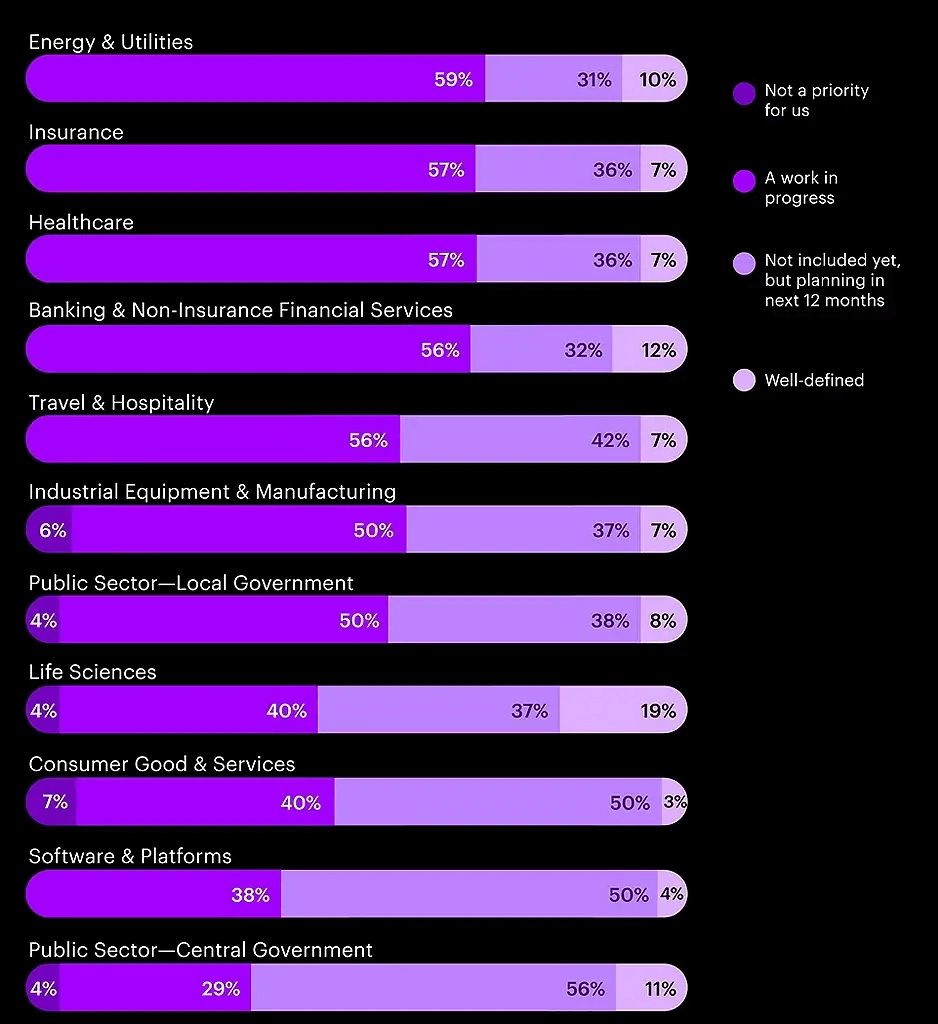 Energy & Utilities
59% 31% 10%
Insurance
57% 36% 7%
Healthcare
57% 36% 7%
Banking & Non-Insurance Financial Services
56% 32% 12%
Travel & Hospitality
56% 42% 7%
Industrial Equipment & Manufacturing
6% 50% 37% 7%
Public Sector—Local Government
4% 50% 38% 8%
Life Sciences
4% 40% 37% 19%
Consumer Good & Services
7% 40% 50% 3%
Software & Platforms
38% 50% 4%
Public Sector—Central Government
4% 29% 56% 11%
Not a priority
for us
A work in
progress
Not included yet,
but planning in
next 12 months
Well-defined